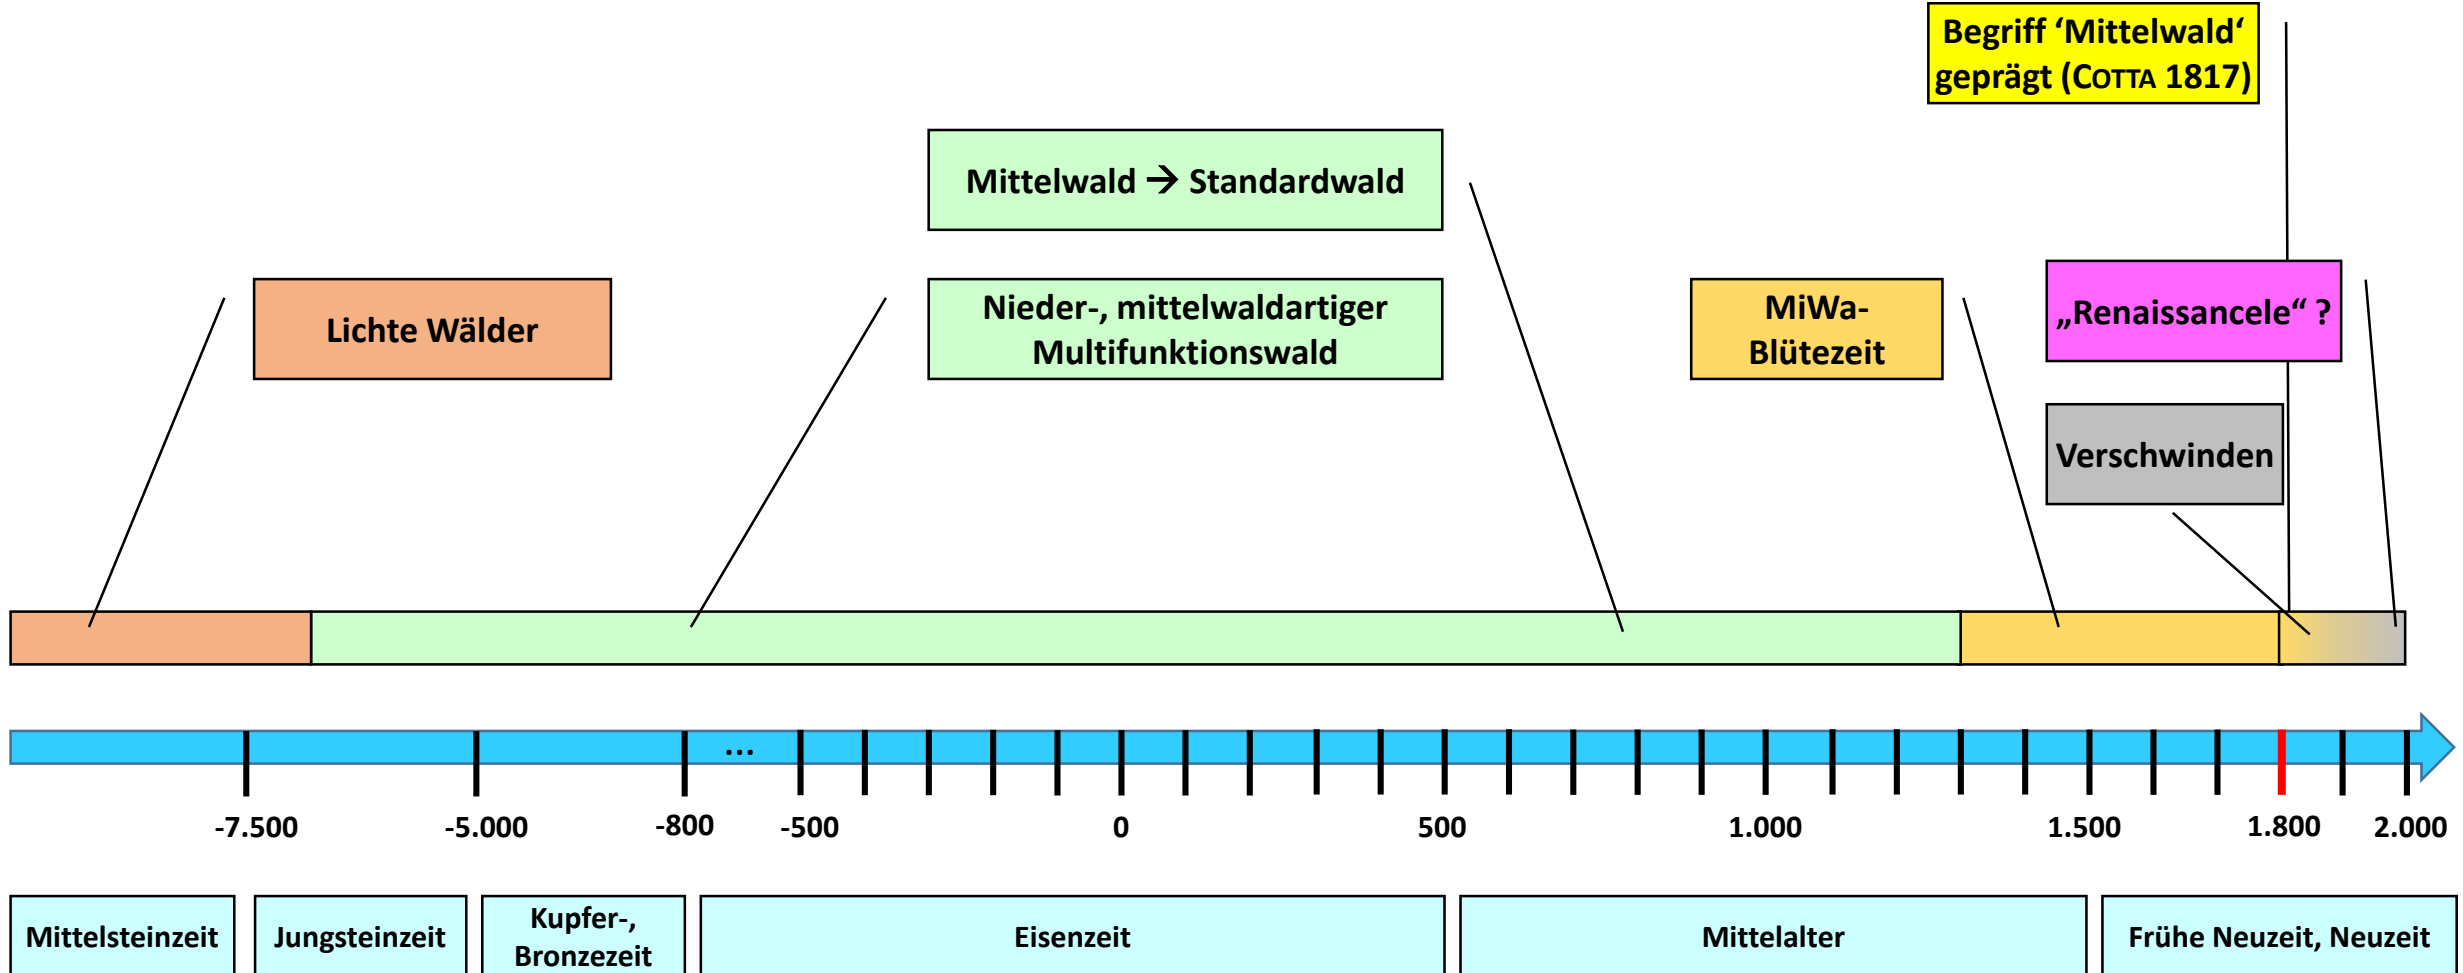 Begriff ‘Mittelwald‘
geprägt (COTTA 1817)
Mittelwald → Standardwald
Lichte Wälder
Nieder-, mittelwaldartiger
Multifunktionswald
MiWa-
Blütezeit
„Renaissancele“ ?
Verschwinden
...
-7.500 -5.000 -800 -500 0 500 1.000 1.500 1.800 2.000
Mittelsteinzeit
Jungsteinzeit
Kupfer-,
Bronzezeit
Eisenzeit
Mittelalter
Frühe Neuzeit, Neuzeit